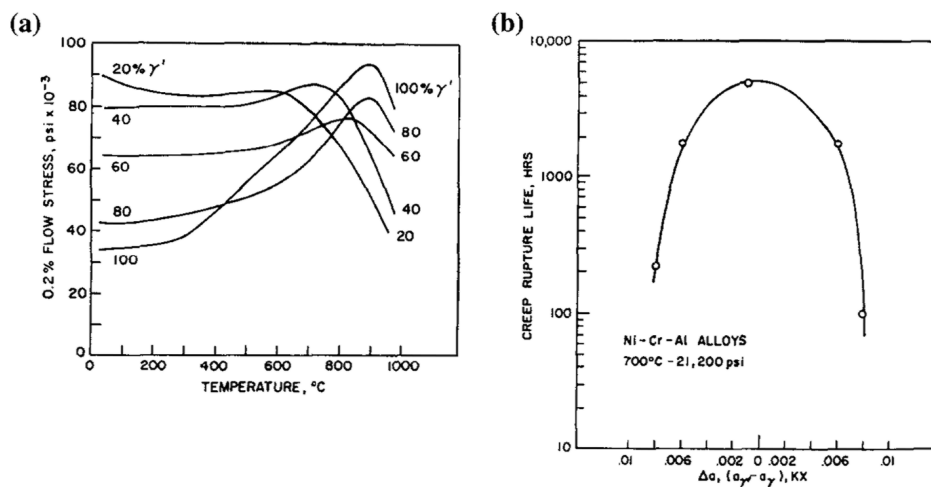 (a)
100
80
60
40
20
0
0.2% FLOW STRESS, psi x 10⁻³
20% γ'
40
60
80
100
100% γ'
80
60
40
20
0 200 400 600 800 1000
TEMPERATURE, °C
(b)
10,000
1000
100
10
CREEP RUPTURE LIFE, HRS
Ni-Cr-Al ALLOYS
700°C-21,200 psi
.01 .006 .002 0 .002 .006 .01
Δa, (aγ'-aγ), KX